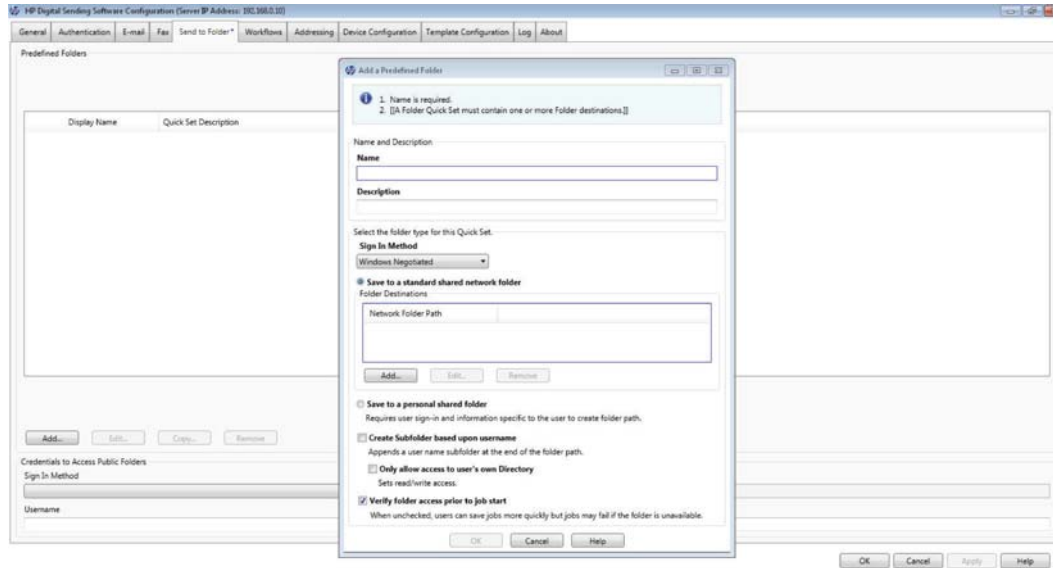 HP Digital Sending Software Configuration (Server IP Address: 192.168.0.10)
General Authentication E-mail Fax Send to Folder* Workflows Addressing Device Configuration Template Configuration Log About
Predefined Folders
Display Name Quick Set Description
Add... Edit... Copy... Remove
Credentials to Access Public Folders
Sign In Method
Username
Add a Predefined Folder
1. Name is required.
2. [[A Folder Quick Set must contain one or more Folder destinations.]]
Name and Description
Name
Description
Select the folder type for this Quick Set.
Sign In Method
Windows Negotiated
Save to a standard shared network folder
Folder Destinations
Network Folder Path
Add... Edit... Remove
Save to a personal shared folder
Requires user sign-in and information specific to the user to create folder path.
Create Subfolder based upon username
Appends a user name subfolder at the end of the folder path.
Only allow access to user's own Directory
Sets read/write access.
Verify folder access prior to job start
When unchecked, users can save jobs more quickly but jobs may fail if the folder is unavailable.
OK Cancel Help
OK Cancel Apply Help